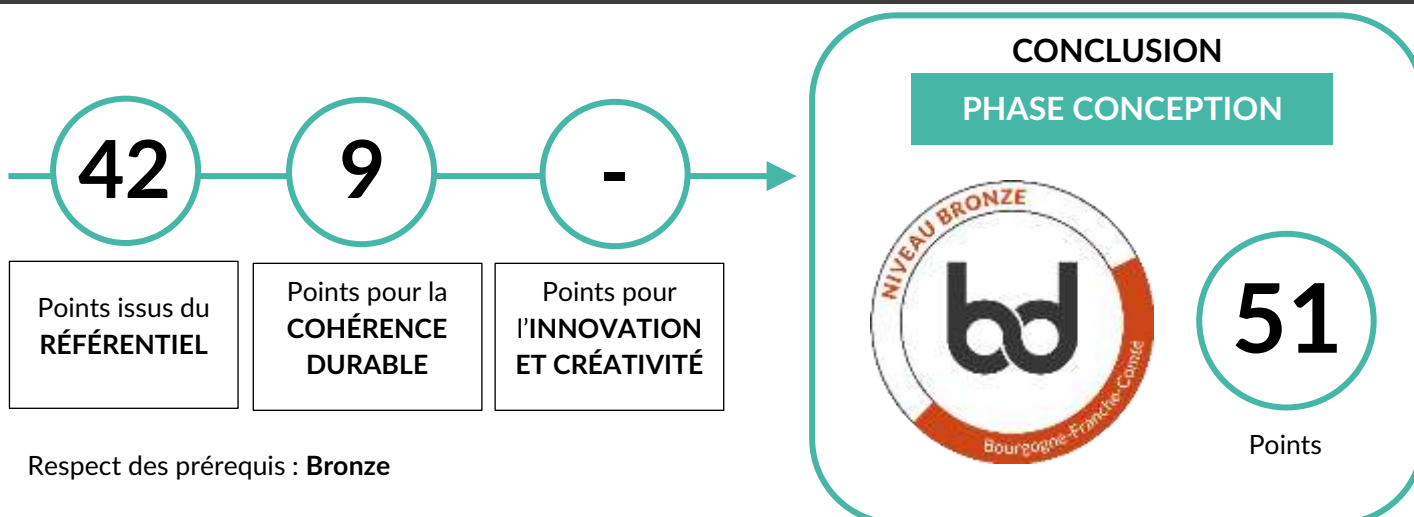 42
9
-
Points issus du
RÉFÉRENTIEL
Points pour la
COHÉRENCE
DURABLE
Points pour
l'INNOVATION
ET CRÉATIVITÉ
Respect des prérequis : Bronze
CONCLUSION
PHASE CONCEPTION
NIVEAU BRONZE
bd
Bourgogne-Franche-Comté
51
Points